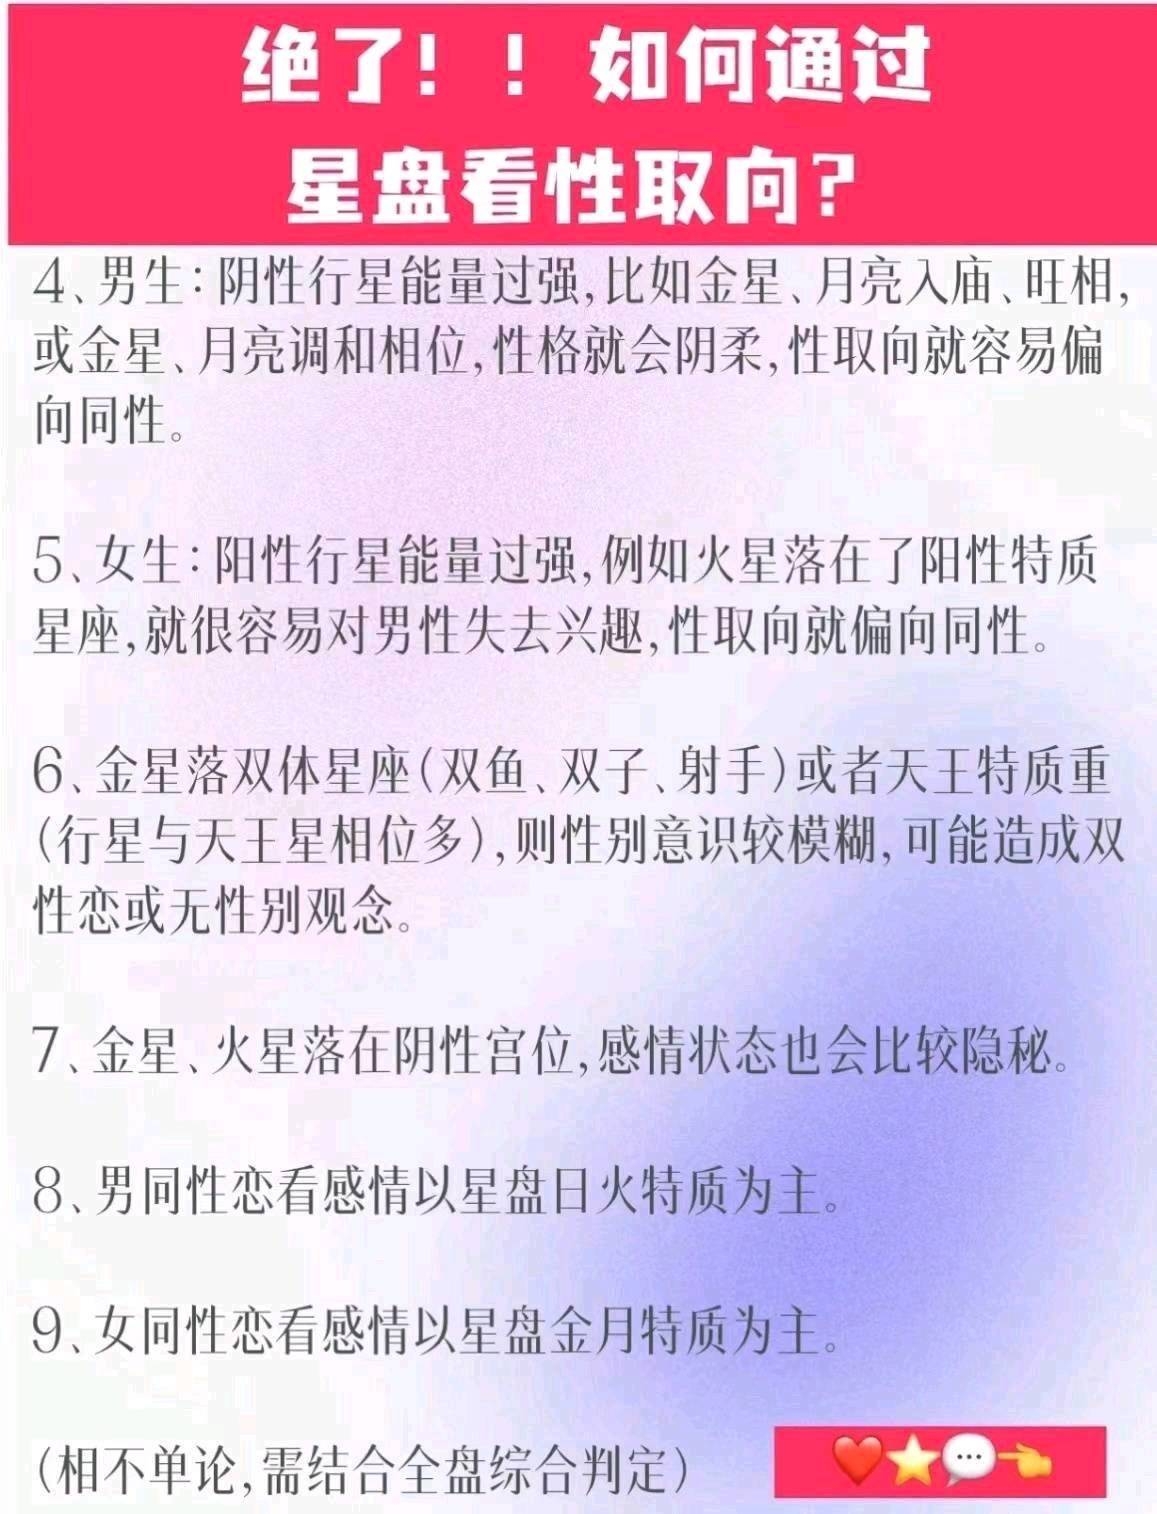 绝了！！如何通过
星盘看性取向？
4、男生：阴性行星能量过强，比如金星、月亮入庙、旺相，
或金星、月亮调和相位，性格就会阴柔，性取向就容易偏
向同性。
5、女生：阳性行星能量过强，例如火星落在了阳性特质
星座，就很容易对男性失去兴趣，性取向就偏向同性。
6、金星落双体星座（双鱼、双子、射手）或者天王特质重
（行星与天王星相位多），则性别意识较模糊，可能造成双
性恋或无性别观念。
7、金星、火星落在阴性宫位，感情状态也会比较隐秘。
8、男同性恋看感情以星盘日火特质为主。
9、女同性恋看感情以星盘金月特质为主。
（相不单论，需结合全盘综合判定）